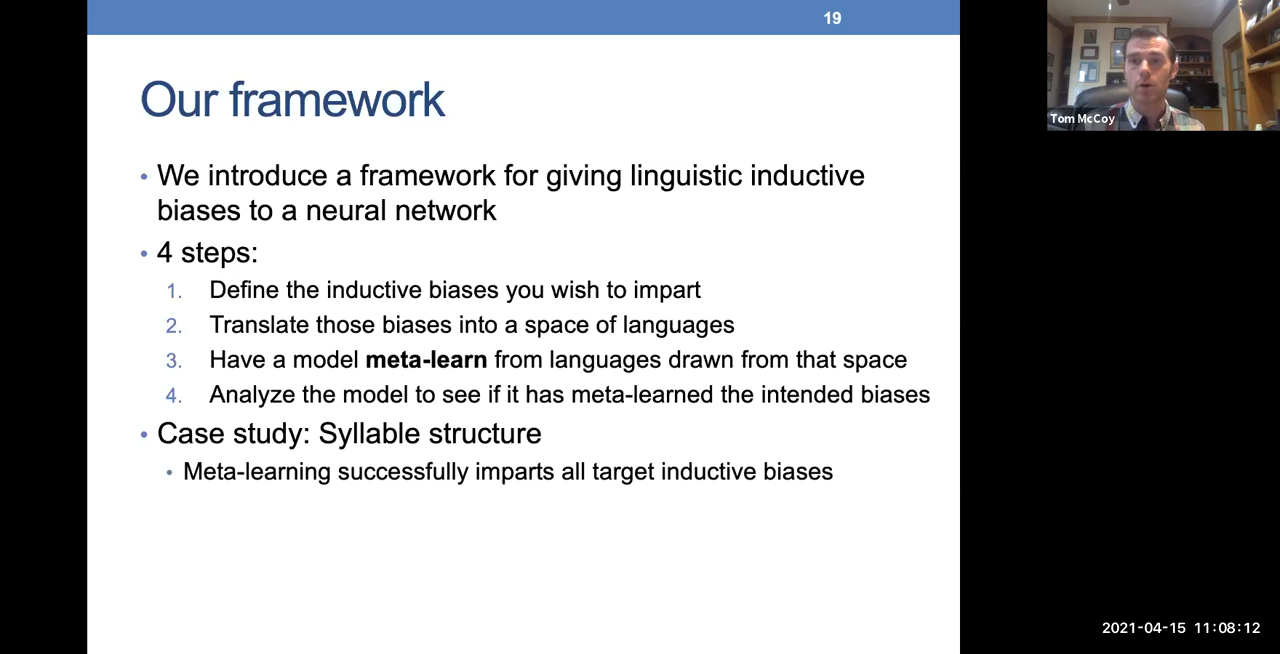 19
Tom McCoy
Our framework
• We introduce a framework for giving linguistic inductive
biases to a neural network
• 4 steps:
1. Define the inductive biases you wish to impart
2. Translate those biases into a space of languages
3. Have a model meta-learn from languages drawn from that space
4. Analyze the model to see if it has meta-learned the intended biases
• Case study: Syllable structure
• Meta-learning successfully imparts all target inductive biases
2021-04-15 11:08:12